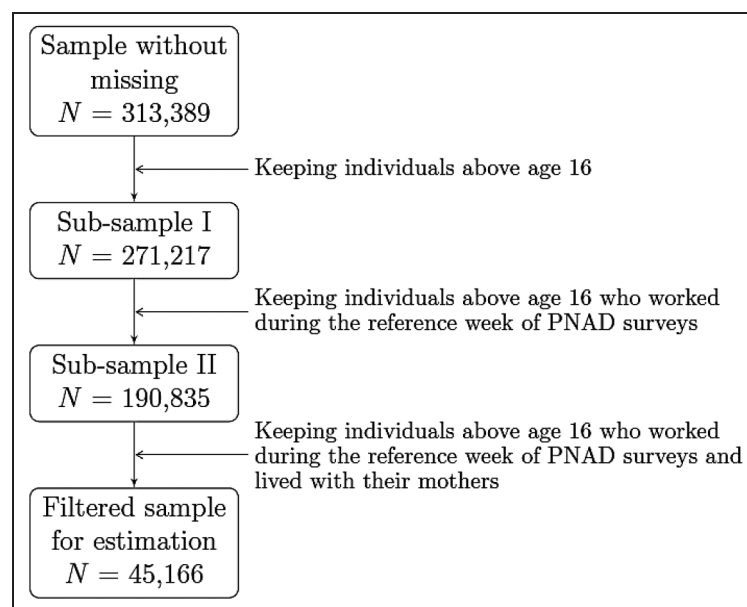 Sample without
missing
N = 313,389
Keeping individuals above age 16
Sub-sample I
N = 271,217
Keeping individuals above age 16 who worked
during the reference week of PNAD surveys
Sub-sample II
N = 190,835
Keeping individuals above age 16 who worked
during the reference week of PNAD surveys and
lived with their mothers
Filtered sample
for estimation
N = 45,166